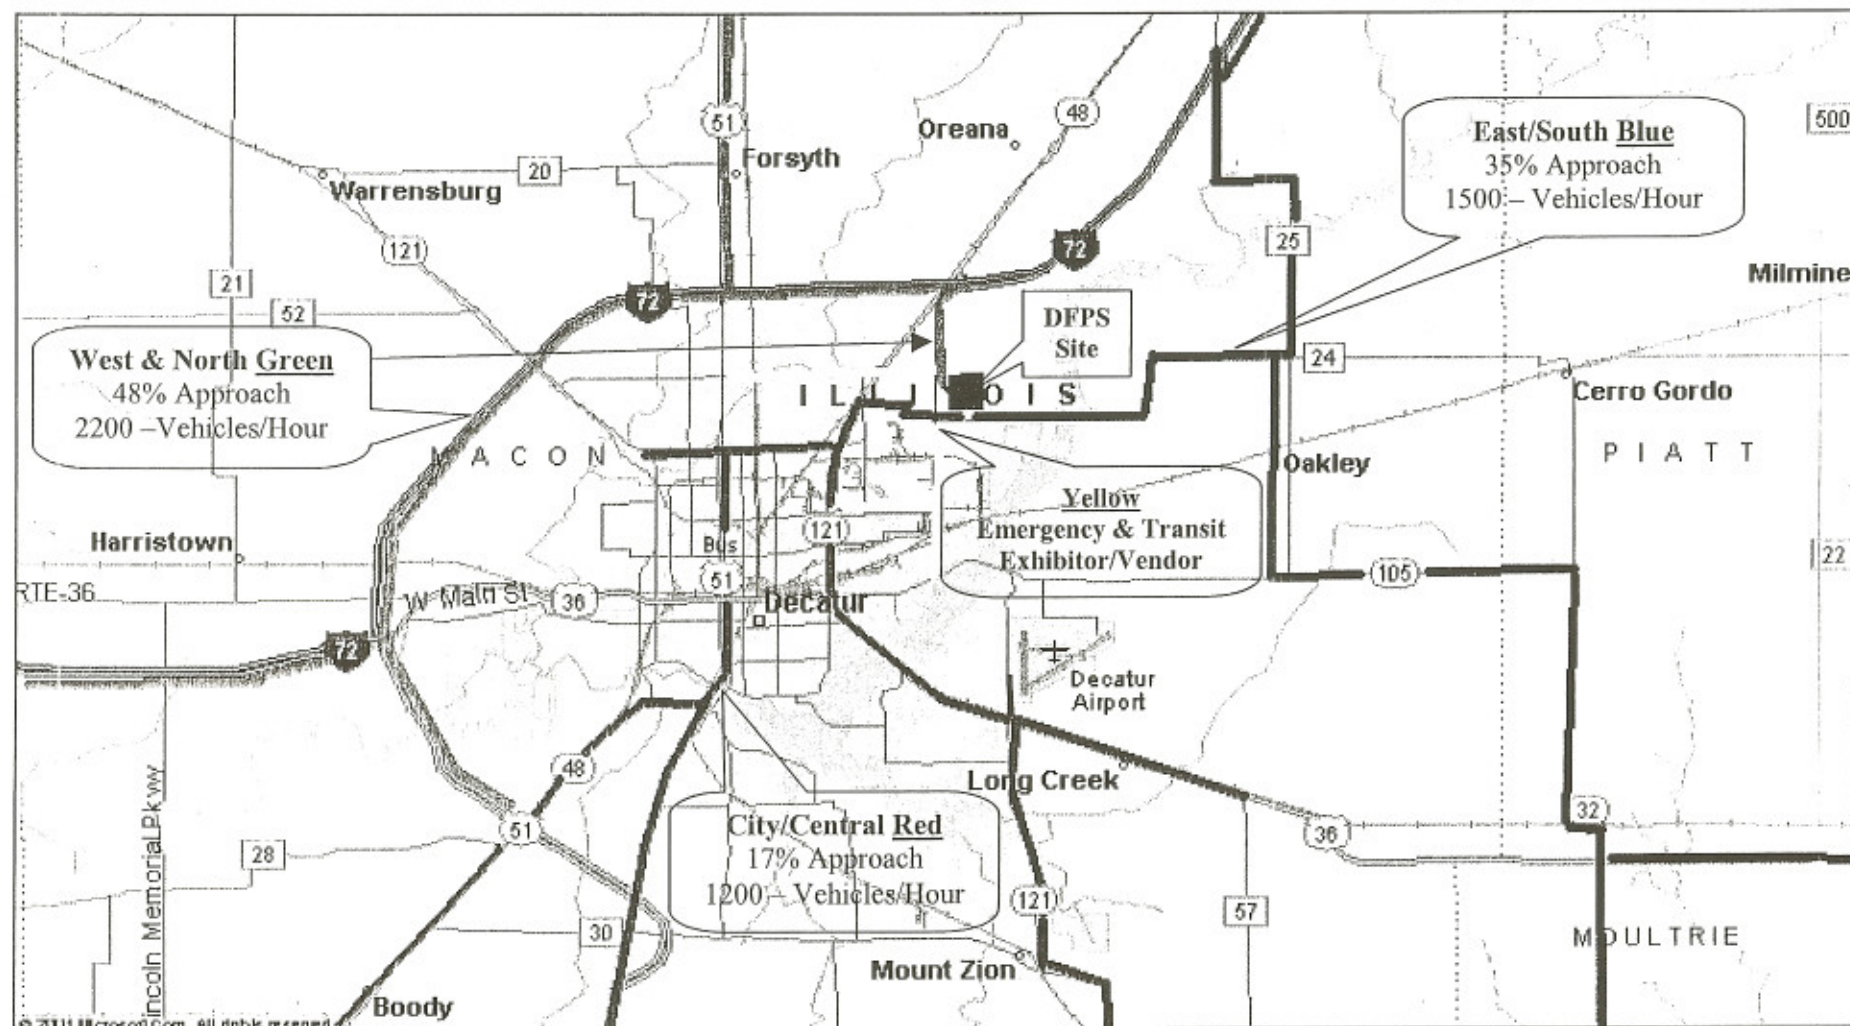 51
48
Oreana
Forsyth
20
Warrensburg
East/South Blue
35% Approach
1500 – Vehicles/Hour
500
121
21
72
25
Milmine
72
52
DFPS
Site
West & North Green
48% Approach
2200 –Vehicles/Hour
24
ILLINOIS
Cerro Gordo
MACON
PIATT
Oakley
Yellow
Emergency & Transit
Exhibitor/Vendor
121
Harristown
Bus
51
105
22
RTE-36
W Main St
36
Decatur
72
Decatur
Airport
48
Long Creek
51
City/Central Red
17% Approach
1200 – Vehicles/Hour
32
36
28
Lincoln Memorial Pkwy
121
57
30
MOULTRIE
Mount Zion
Boody